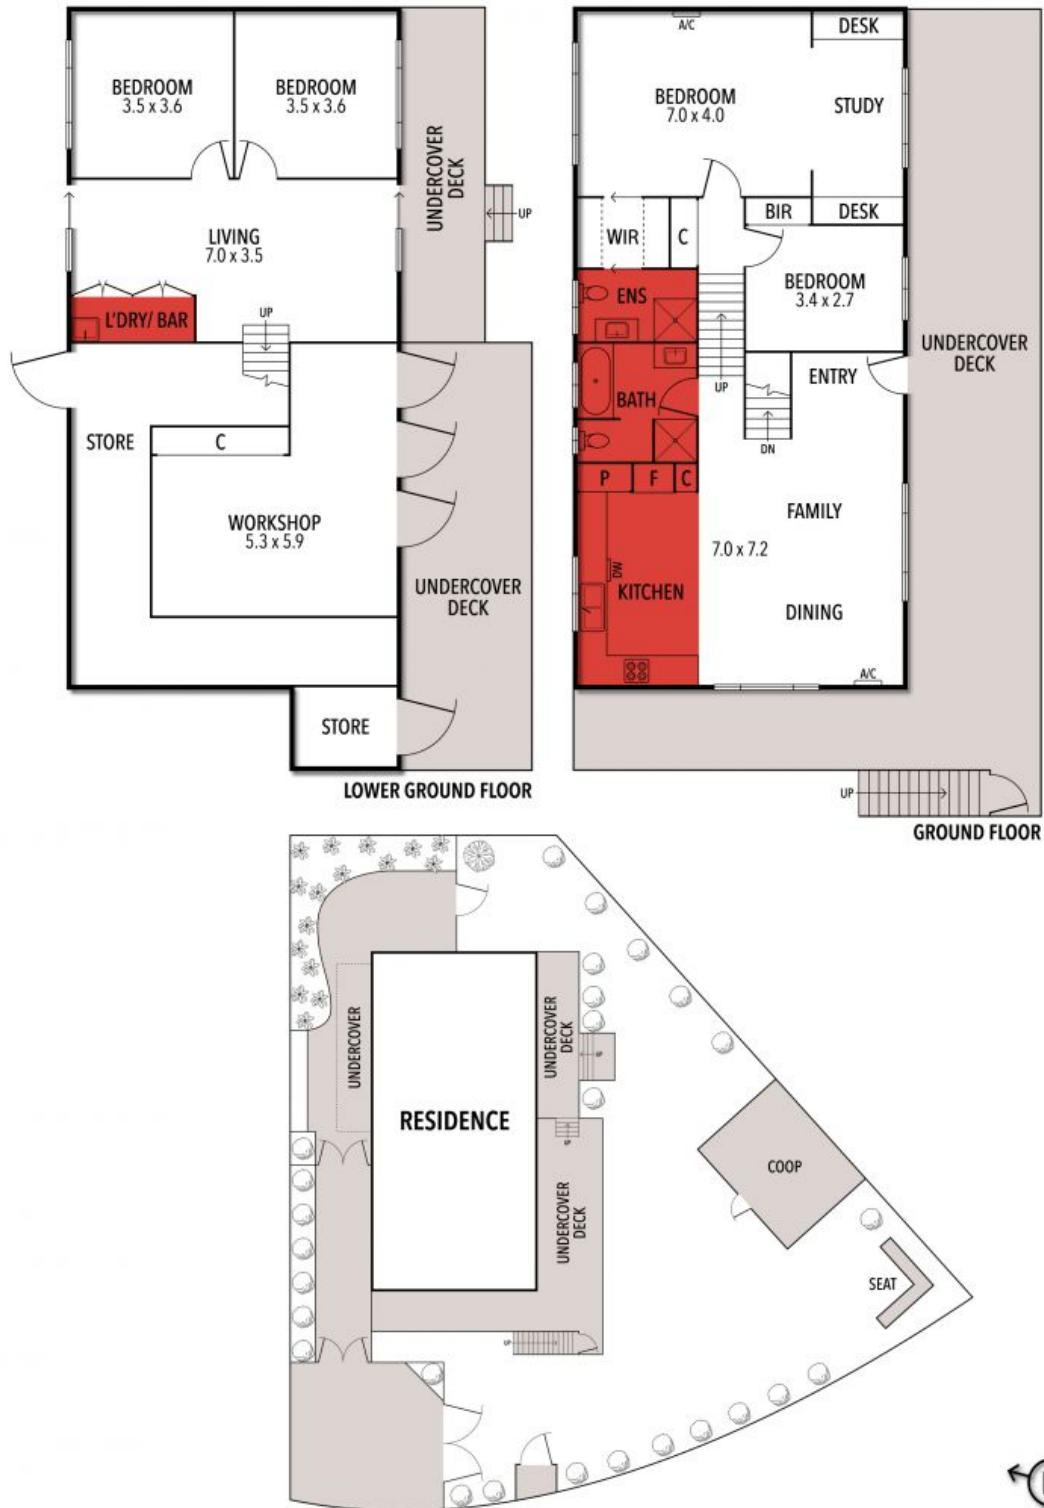 BEDROOM
3.5 x 3.6
BEDROOM
3.5 x 3.6
UNDERCOVER
DECK
UP
LIVING
7.0 x 3.5
L'DRY/ BAR
UP
STORE
C
WORKSHOP
5.3 x 5.9
UNDERCOVER
DECK
STORE
LOWER GROUND FLOOR
A/C
DESK
BEDROOM
7.0 x 4.0
STUDY
WIR
C
BIR
DESK
BEDROOM
3.4 x 2.7
ENS
UP
BATH
ENTRY
DN
UNDERCOVER
DECK
P
F
C
FAMILY
7.0 x 7.2
DW
KITCHEN
DINING
A/C
UP
GROUND FLOOR
UNDERCOVER
UNDERCOVER
DECK
UP
RESIDENCE
UP
UNDERCOVER
DECK
COOP
SEAT
UP